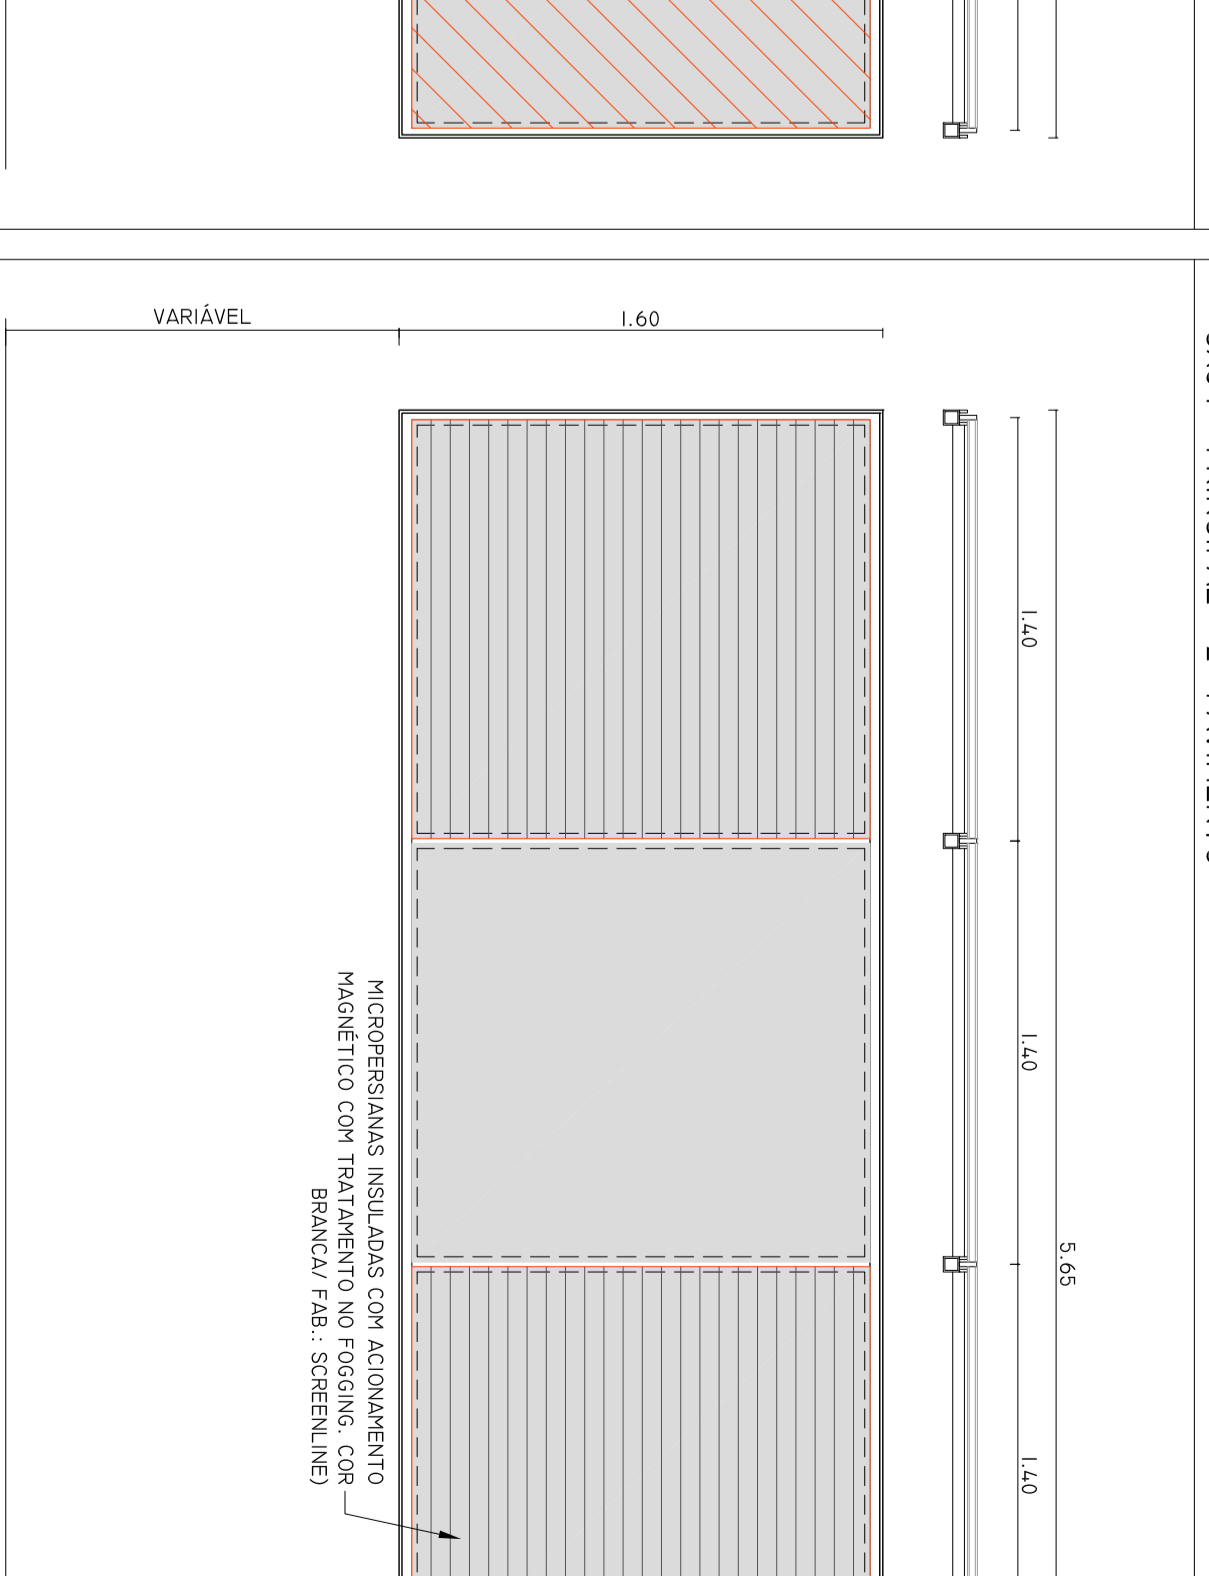 VARIÁVEL
1.60
1.40
1.40
5.65
1.40
MICROPERSIANAS INSULADAS COM ACIONAMENTO
MAGNÉTICO COM TRATAMENTO NO FOGGING. COR
BRANCA/ FAB.: SCREENLINE)